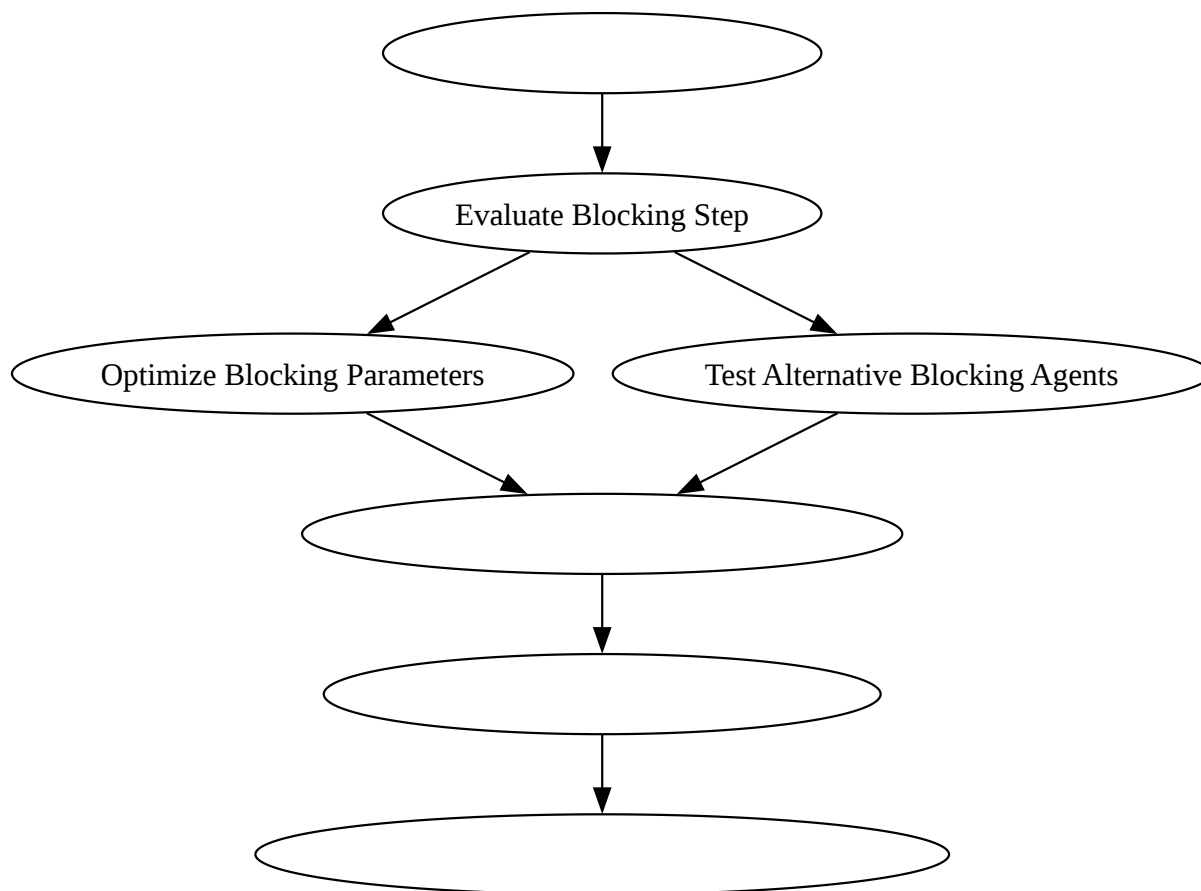 Evaluate Blocking Step
Optimize Blocking Parameters
Test Alternative Blocking Agents